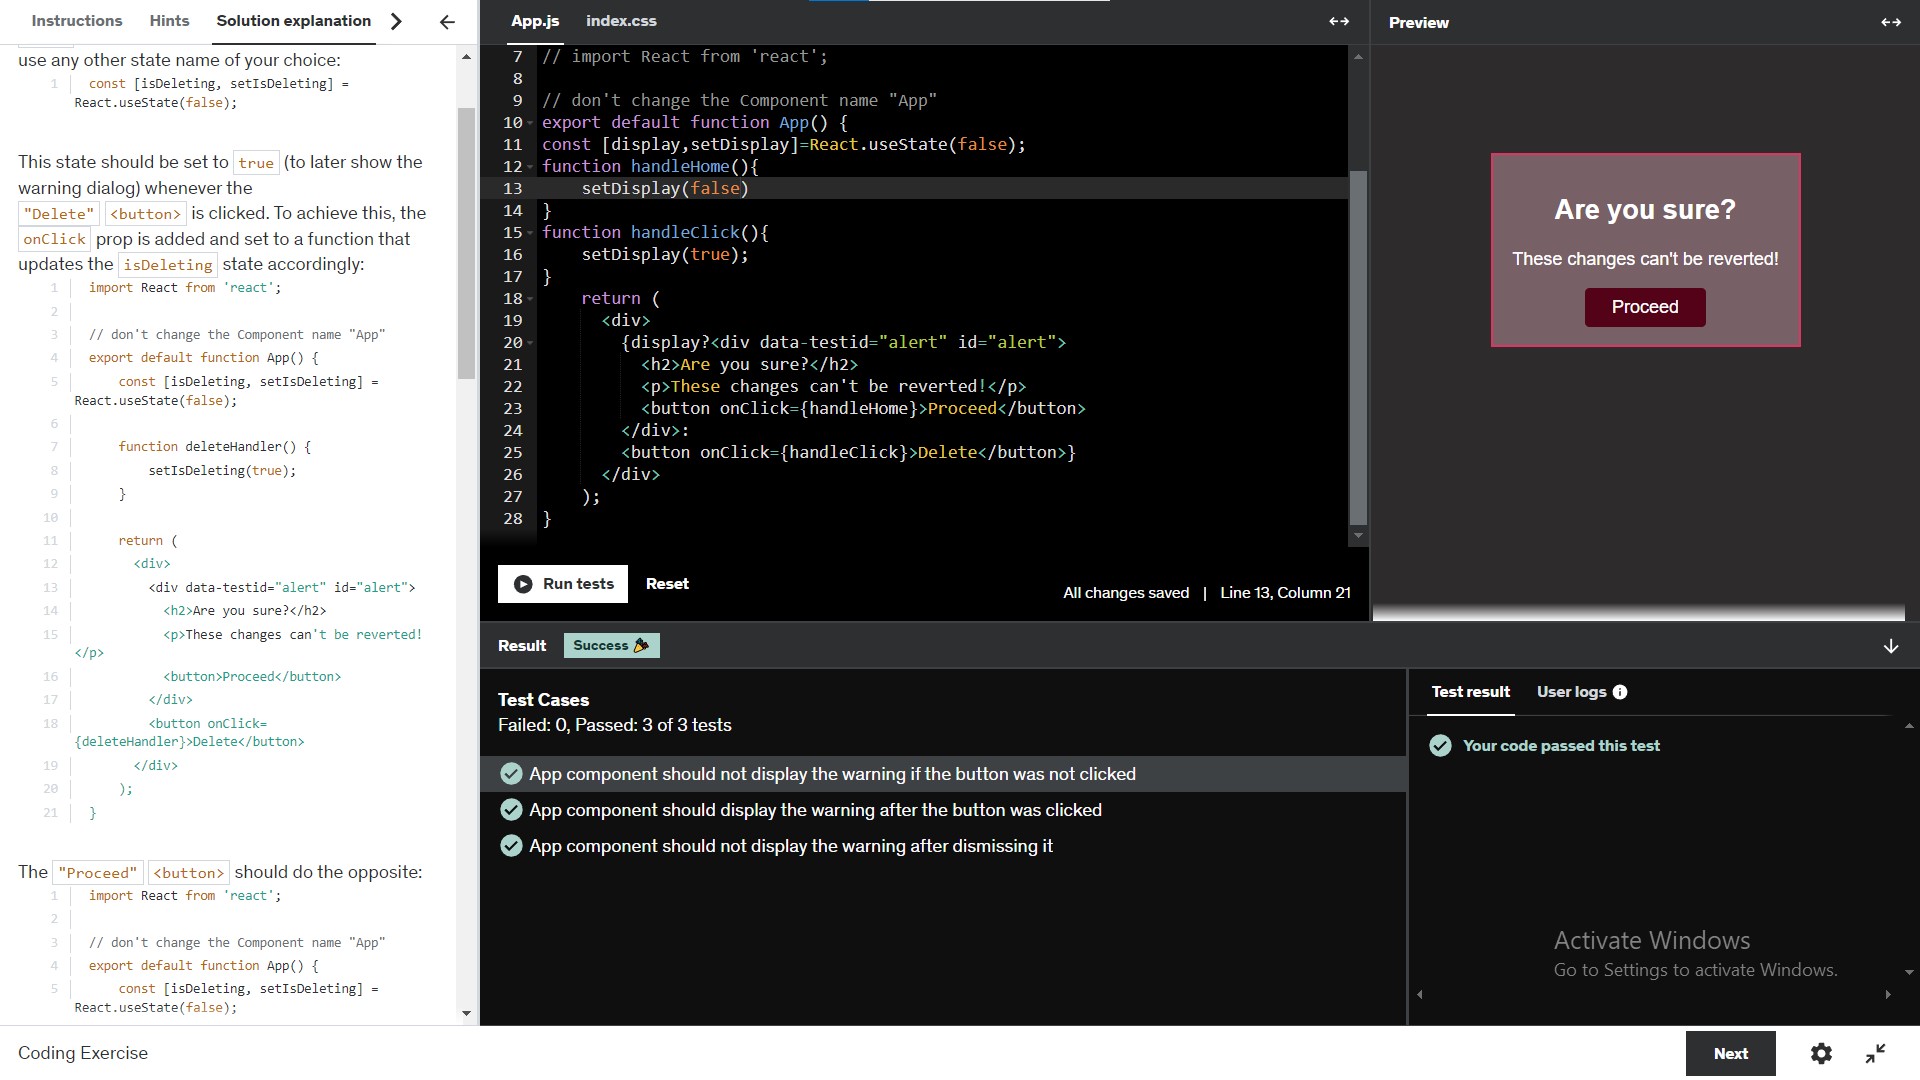 Instructions Hints Solution explanation
use any other state name of your choice:
1 const [isDeleting, setIsDeleting] =
React.useState(false);
This state should be set to true (to later show the
warning dialog) whenever the
"Delete" <button> is clicked. To achieve this, the
onClick prop is added and set to a function that
updates the isDeleting state accordingly:
1 import React from 'react';
2
3 // don't change the Component name "App"
4 export default function App() {
5 const [isDeleting, setIsDeleting] =
React.useState(false);
6
7 function deleteHandler() {
8 setIsDeleting(true);
9 }
10
11 return (
12 <div>
13 <div data-testid="alert" id="alert">
14 <h2>Are you sure?</h2>
15 <p>These changes can't be reverted!
</p>
16 <button>Proceed</button>
17 </div>
18 <button onClick=
{deleteHandler}>Delete</button>
19 </div>
20 );
21 }
The "Proceed" <button> should do the opposite:
1 import React from 'react';
2
3 // don't change the Component name "App"
4 export default function App() {
5 const [isDeleting, setIsDeleting] =
React.useState(false);
App.js index.css
7 // import React from 'react';
8
9 // don't change the Component name "App"
10 export default function App() {
11 const [display,setDisplay]=React.useState(false);
12 function handleHome(){
13 setDisplay(false)
14 }
15 function handleClick(){
16 setDisplay(true);
17 }
18 return (
19 <div>
20 {display?<div data-testid="alert" id="alert">
21 <h2>Are you sure?</h2>
22 <p>These changes can't be reverted!</p>
23 <button onClick={handleHome}>Proceed</button>
24 </div>:
25 <button onClick={handleClick}>Delete</button>}
26 </div>
27 );
28 }
Run tests Reset
All changes saved | Line 13, Column 21
Preview
Are you sure?
These changes can't be reverted!
Proceed
Result Success
Test Cases
Failed: 0, Passed: 3 of 3 tests
App component should not display the warning if the button was not clicked
App component should display the warning after the button was clicked
App component should not display the warning after dismissing it
Test result User logs
Your code passed this test
Activate Windows
Go to Settings to activate Windows.
Coding Exercise
Next